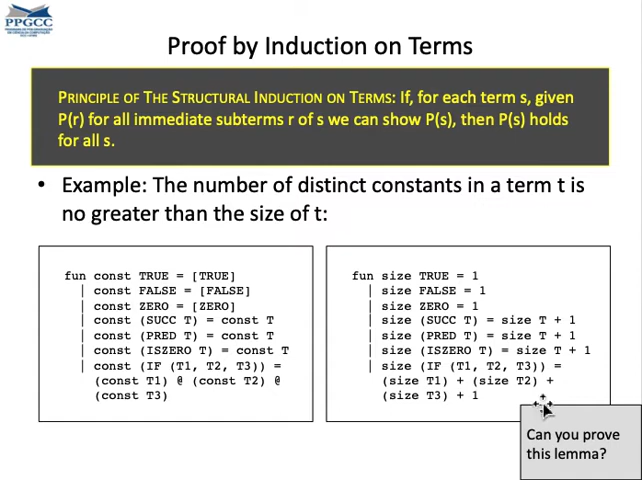 PPGCC
Proof by Induction on Terms
PRINCIPLE OF THE STRUCTURAL INDUCTION ON TERMS: If, for each term s, given
P(r) for all immediate subterms r of s we can show P(s), then P(s) holds
for all s.
• Example: The number of distinct constants in a term t is
no greater than the size of t:
fun const TRUE = [TRUE]
| const FALSE = [FALSE]
| const ZERO = [ZERO]
| const (SUCC T) = const T
| const (PRED T) = const T
| const (ISZERO T) = const T
| const (IF (T1, T2, T3)) =
(const T1) @ (const T2) @
(const T3)
fun size TRUE = 1
| size FALSE = 1
| size ZERO = 1
| size (SUCC T) = size T + 1
| size (PRED T) = size T + 1
| size (ISZERO T) = size T + 1
| size (IF (T1, T2, T3)) =
(size T1) + (size T2) +
(size T3) + 1
Can you prove
this lemma?